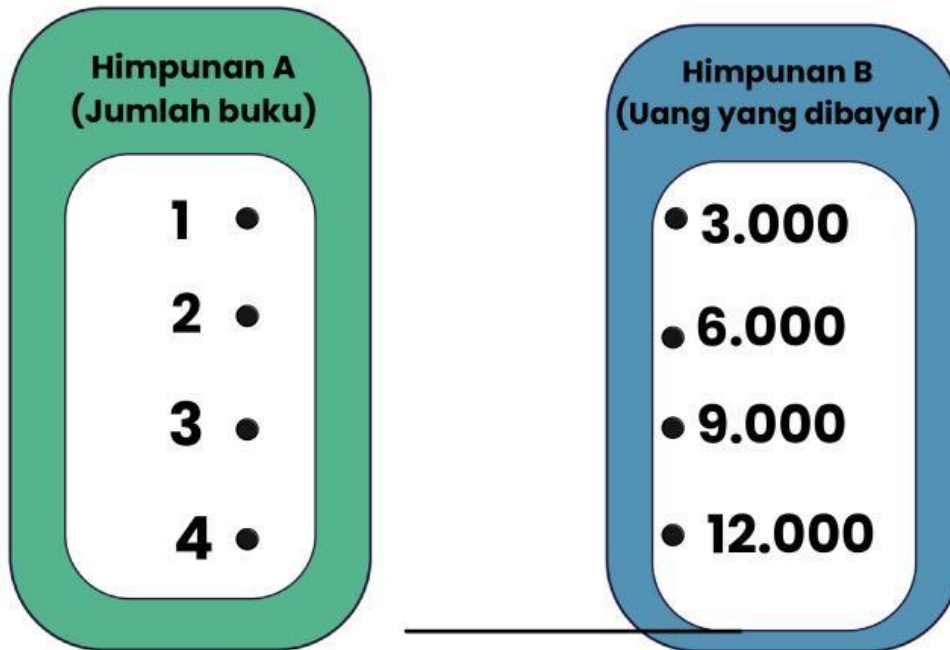 Himpunan A
(Jumlah buku)
1
2
3
4
Himpunan B
(Uang yang dibayar)
3.000
6.000
9.000
12.000